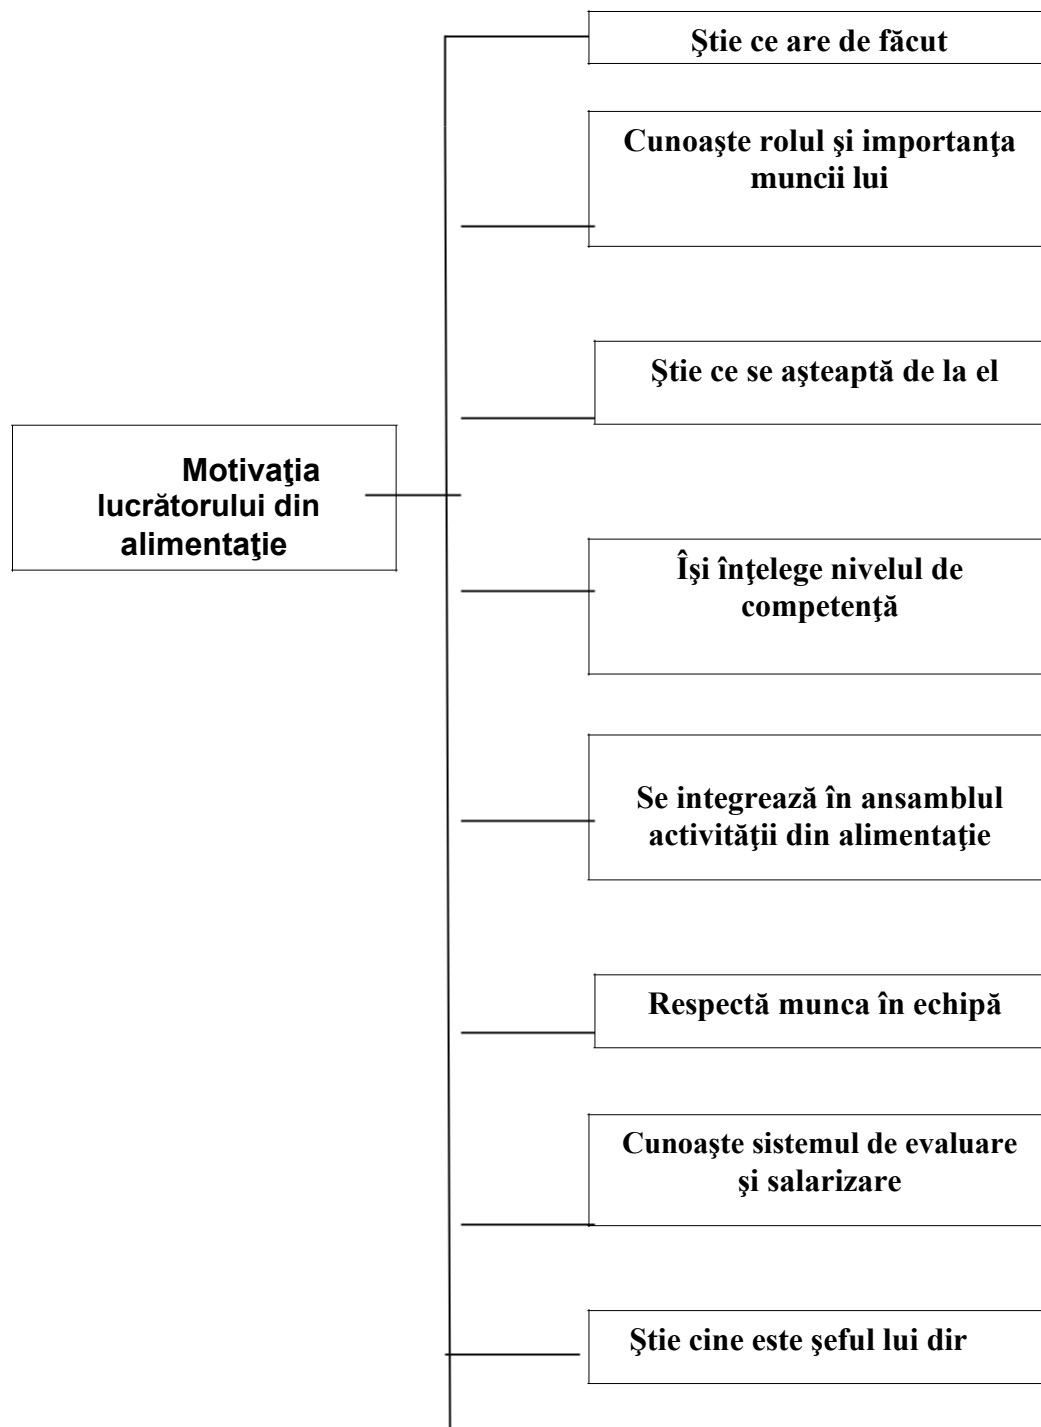 Ştie ce are de făcut
Cunoaşte rolul şi importanţa
muncii lui
Ştie ce se aşteaptă de la el
Motivaţia
lucrătorului din
alimentaţie
Îşi înţelege nivelul de
competenţă
Se integrează în ansamblul
activităţii din alimentaţie
Respectă munca în echipă
Cunoaşte sistemul de evaluare
şi salarizare
Ştie cine este şeful lui dir